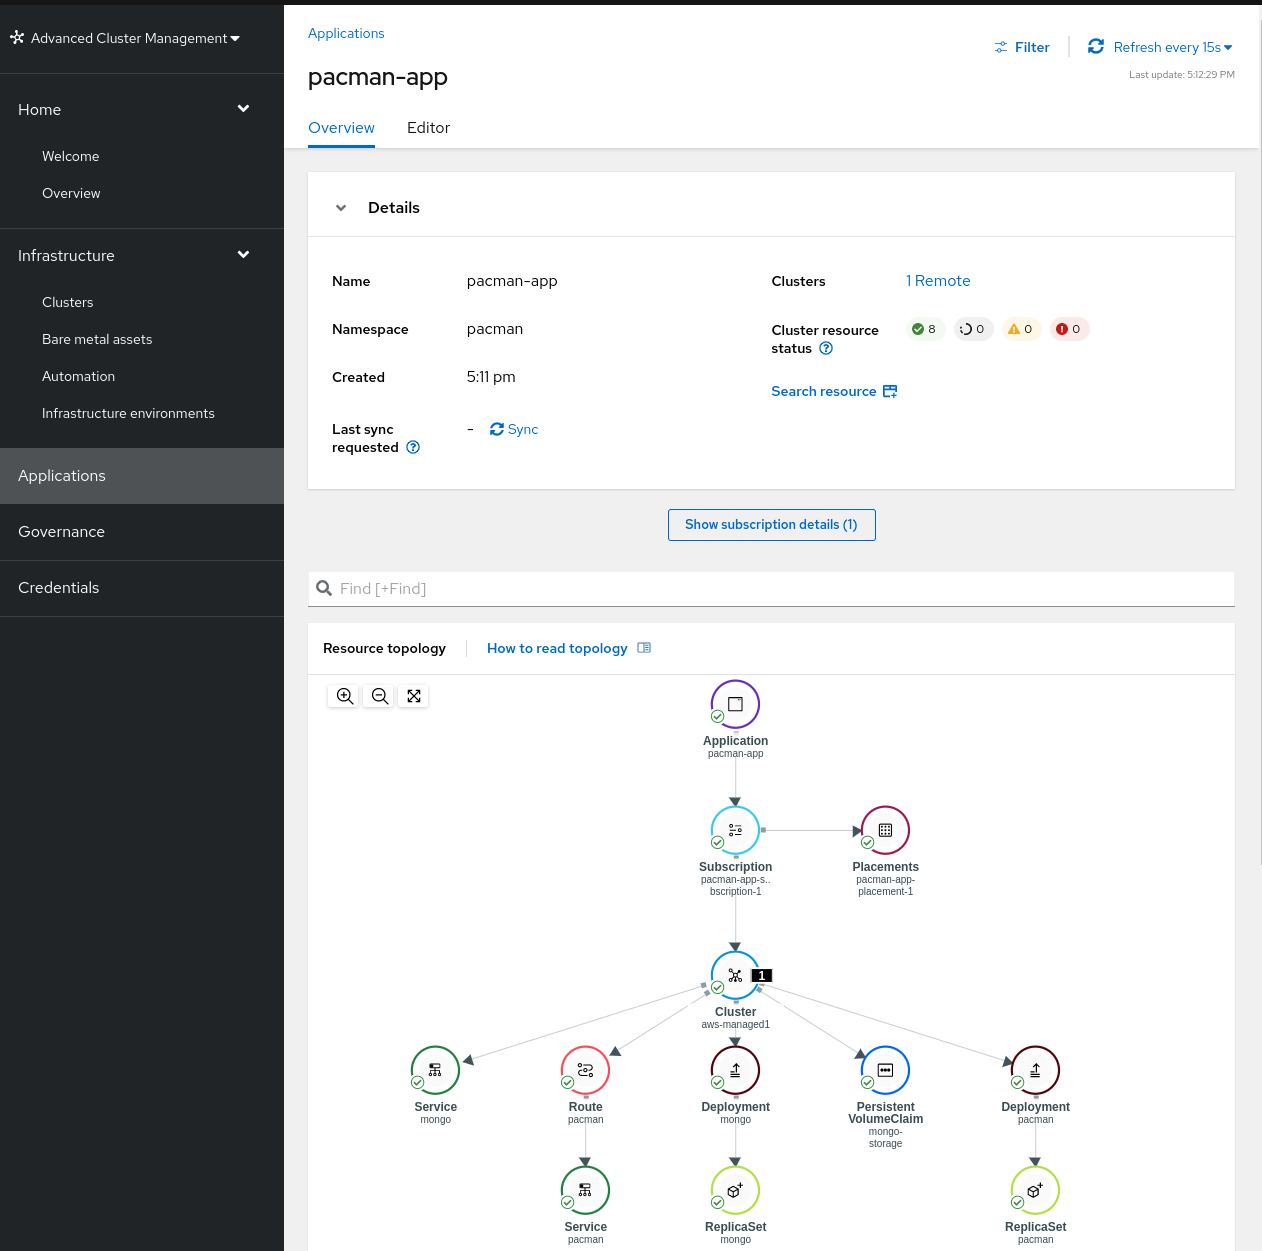 Advanced Cluster Management
Home
Welcome
Overview
Infrastructure
Clusters
Bare metal assets
Automation
Infrastructure environments
Applications
Governance
Credentials
Applications
pacman-app
Filter
Refresh every 15s
Last update: 5:12:29 PM
Overview
Editor
Details
Name
pacman-app
Namespace
pacman
Created
5:11 pm
Last sync
requested
-
Sync
Clusters
1 Remote
Cluster resource
status
8
0
0
0
Search resource
Show subscription details (1)
Find [+Find]
Resource topology
How to read topology
Application
pacman-app
Subscription
pacman-app-s..
bscription-1
Placements
pacman-app-
placement-1
1
Cluster
aws-managed1
Service
mongo
Route
pacman
Deployment
mongo
Persistent
VolumeClaim
mongo-
storage
Deployment
pacman
Service
pacman
ReplicaSet
mongo
ReplicaSet
pacman